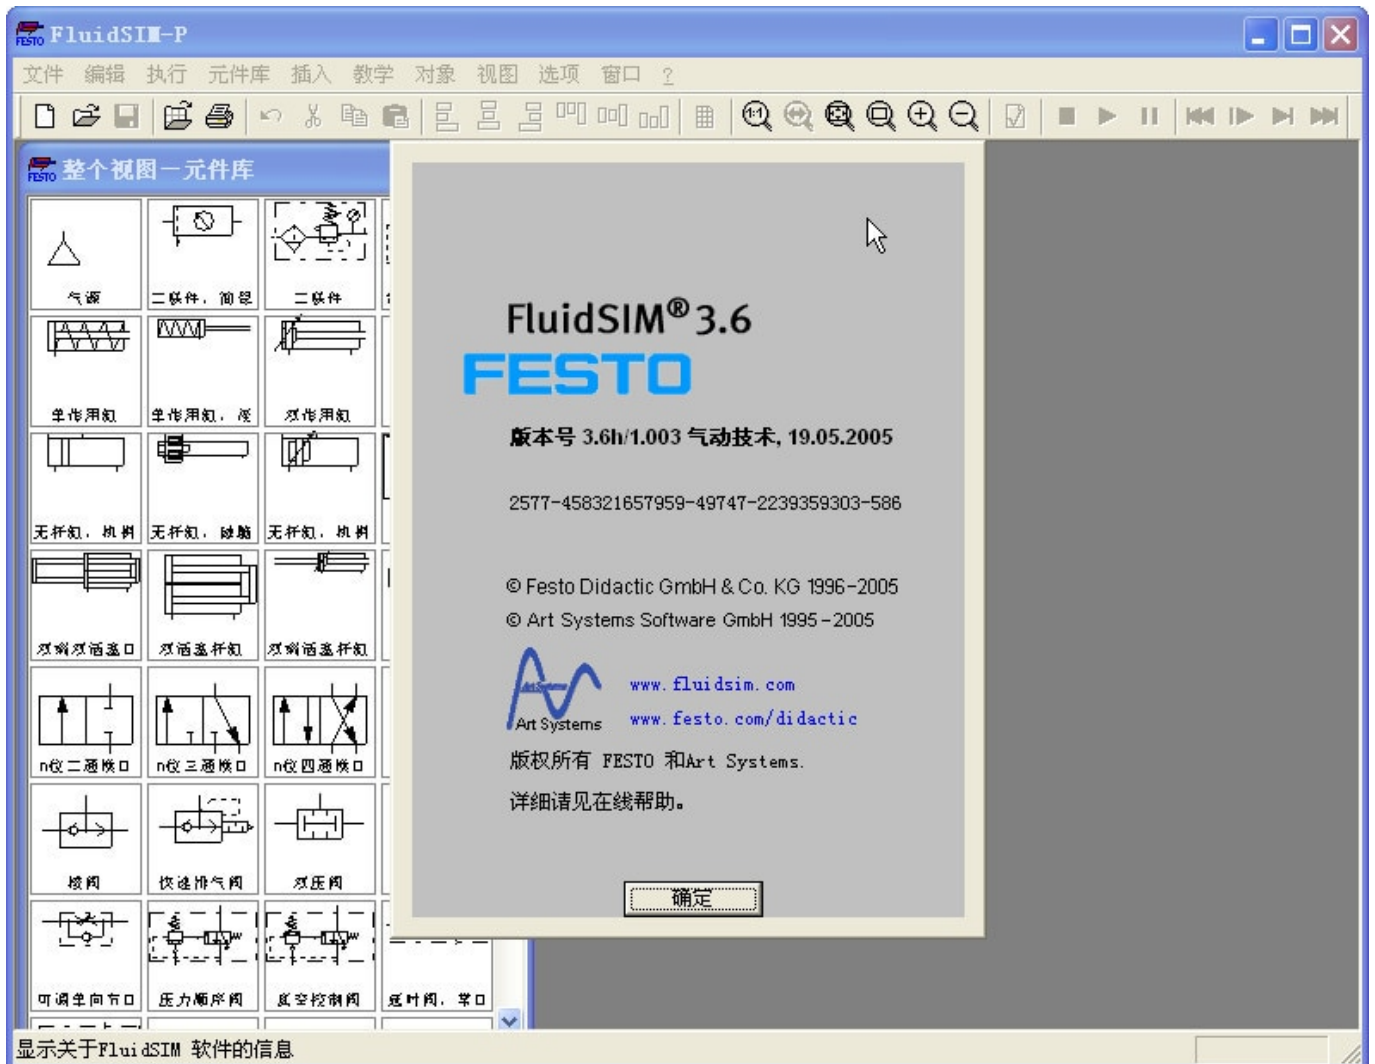 FESTO FluidSIM-P
文件 编辑 执行 元件库 插入 教学 对象 视图 选项 窗口 ?
FESTO 整个视图－元件库
气源 二联件，简 二联件
单作用缸 单作用缸， 双作用缸
无杆缸， 无杆缸， 无杆缸，
双端双活塞 双活塞杆缸 双端活塞杆缸
n位二通换 n位三通换 n位四通换
梭阀 快速排气阀 双压阀
可调单向节 压力顺序阀 真空控制阀 延时阀，常
FluidSIM®3.6
FESTO
版本号 3.6h/1.003 气动技术, 19.05.2005
2577-458321657959-49747-2239359303-586
© Festo Didactic GmbH & Co. KG 1996-2005
© Art Systems Software GmbH 1995-2005
Art Systems
www.fluidsim.com
Art Systems
www.festo.com/didactic
版权所有 FESTO 和Art Systems.
详细请见在线帮助。
确定
显示关于FluidSIM 软件的信息